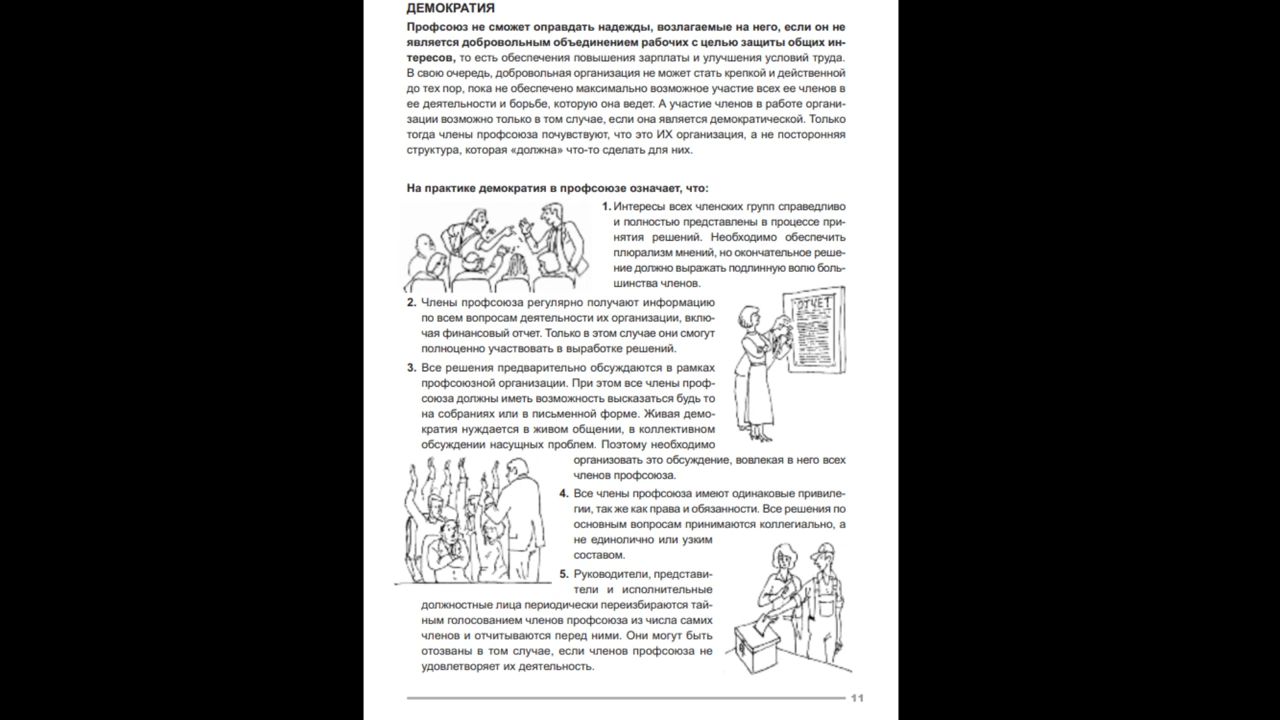 ДЕМОКРАТИЯ
Профсоюз не сможет оправдать надежды, возлагаемые на него, если он не
является добровольным объединением рабочих с целью защиты общих ин-
тересов, то есть обеспечения повышения зарплаты и улучшения условий труда.
В свою очередь, добровольная организация не может стать крепкой и действенной
до тех пор, пока не обеспечено максимально возможное участие всех ее членов в
ее деятельности и борьбе, которую она ведет. А участие членов в работе органи-
зации возможно только в том случае, если она является демократической. Только
тогда члены профсоюза почувствуют, что это ИХ организация, а не посторонняя
структура, которая «должна» что-то сделать для них.
На практике демократия в профсоюзе означает, что:
1. Интересы всех членских групп справедливо
и полностью представлены в процессе при-
нятия решений. Необходимо обеспечить
плюрализм мнений, но окончательное реше-
ние должно выражать подлинную волю боль-
шинства членов.
2. Члены профсоюза регулярно получают информацию
по всем вопросам деятельности их организации, вклю-
чая финансовый отчет. Только в этом случае они смогут
полноценно участвовать в выработке решений.
ОТЧЕТ
3. Все решения предварительно обсуждаются в рамках
профсоюзной организации. При этом все члены проф-
союза должны иметь возможность высказаться будь то
на собраниях или в письменной форме. Живая демо-
кратия нуждается в живом общении, в коллективном
обсуждении насущных проблем. Поэтому необходимо
организовать это обсуждение, вовлекая в него всех
членов профсоюза.
4. Все члены профсоюза имеют одинаковые привиле-
гии, так же как права и обязанности. Все решения по
основным вопросам принимаются коллегиально, а
не единолично или узким
составом.
5. Руководители, представи-
тели и исполнительные
должностные лица периодически переизбираются тай-
ным голосованием членов профсоюза из числа самих
членов и отчитываются перед ними. Они могут быть
отозваны в том случае, если членов профсоюза не
удовлетворяет их деятельность.
11